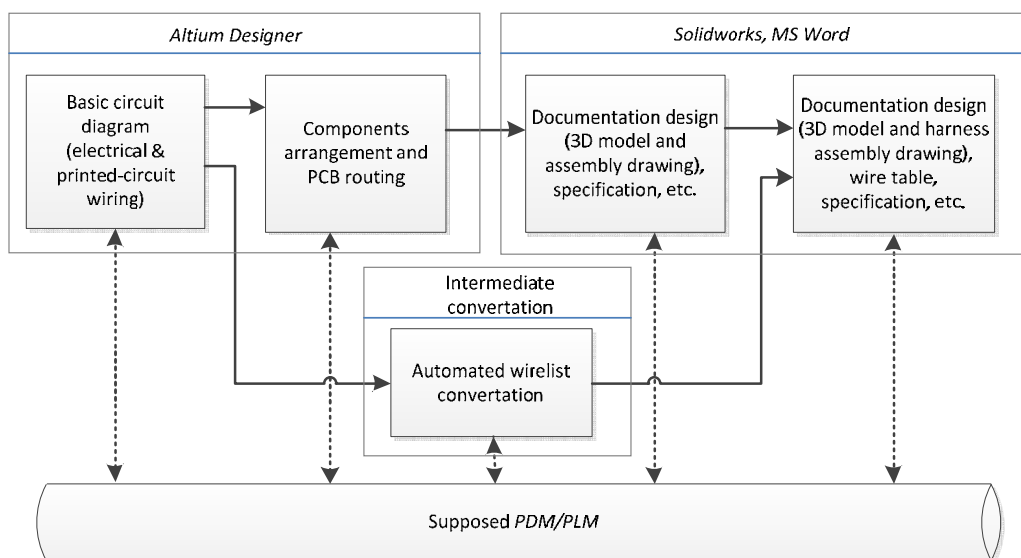 Altium Designer
Solidworks, MS Word
Basic circuit
diagram
(electrical &
printed-circuit
wiring)
Components
arrangement and
PCB routing
Documentation design
(3D model and
assembly drawing),
specification, etc.
Documentation design
(3D model and harness
assembly drawing),
wire table,
specification, etc.
Intermediate
convertation
Automated wirelist
convertation
Supposed PDM/PLM